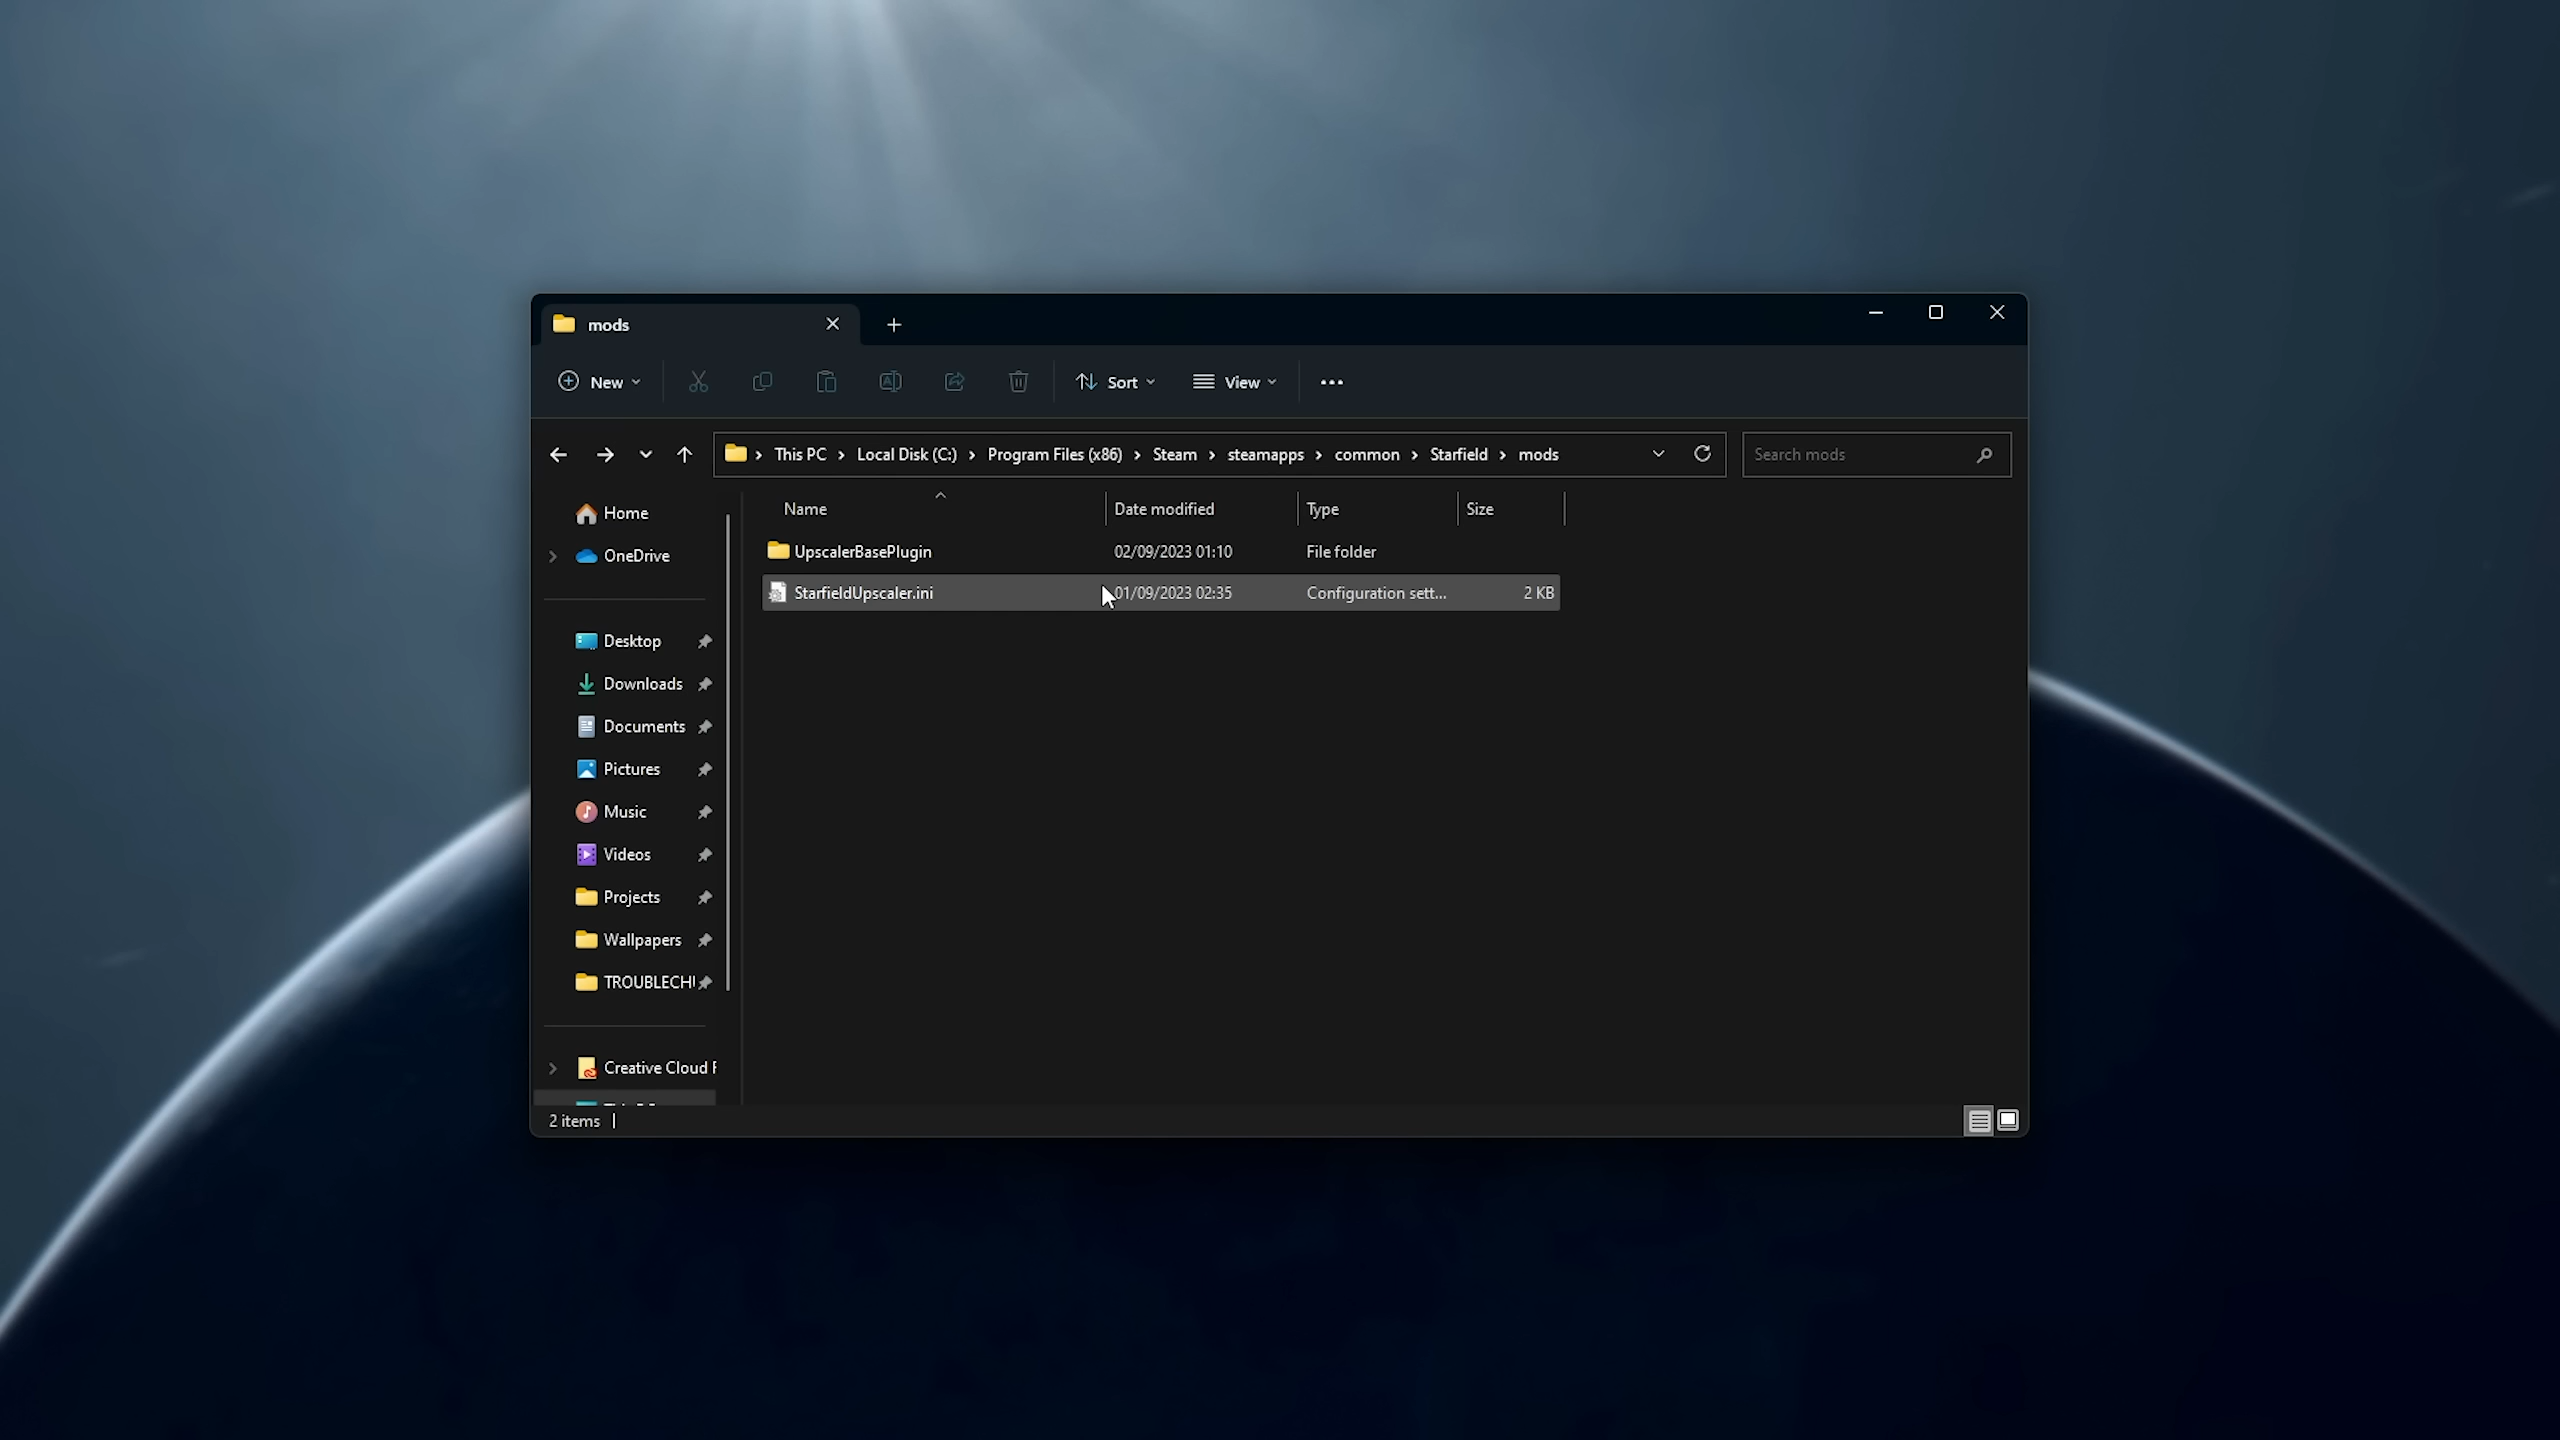 mods
New
Sort
View
This PC > Local Disk (C:) > Program Files (x86) > Steam > steamapps > common > Starfield > mods
Search mods
Home
OneDrive
Desktop
Downloads
Documents
Pictures
Music
Videos
Projects
Wallpapers
TROUBLECH
Creative Cloud F
Name Date modified Type Size
UpscalerBasePlugin 02/09/2023 01:10 File folder
StarfieldUpscaler.ini 01/09/2023 02:35 Configuration sett... 2 KB
2 items